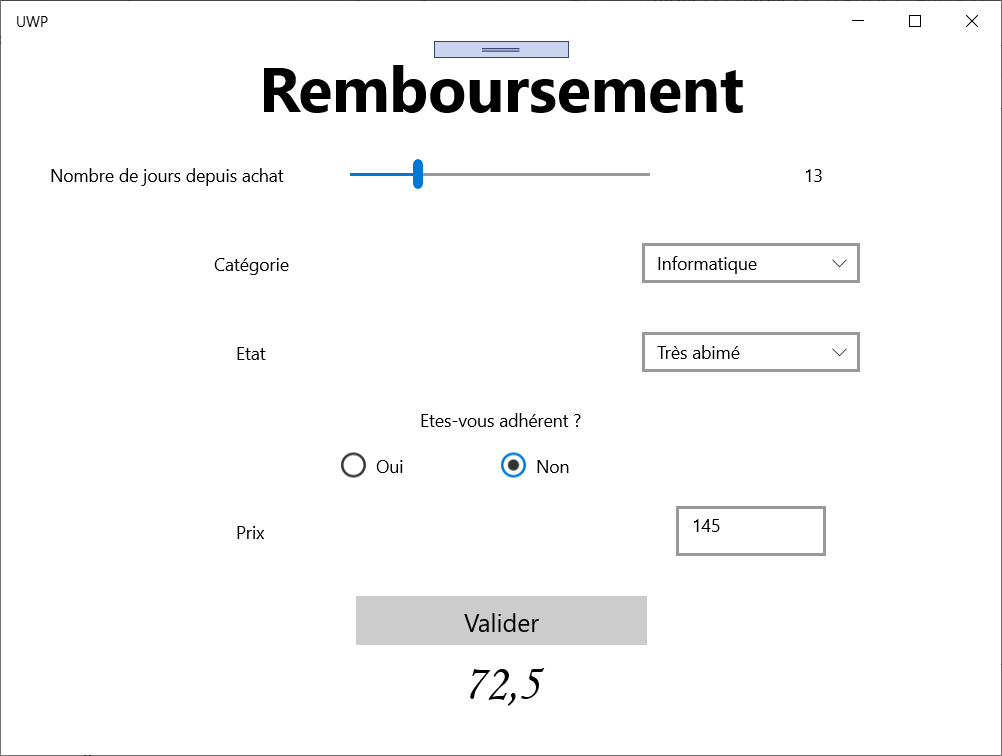 UWP
Remboursement
Nombre de jours depuis achat 13
Catégorie Informatique
Etat Très abimé
Etes-vous adhérent ?
Oui Non
Prix 145
Valider
72,5